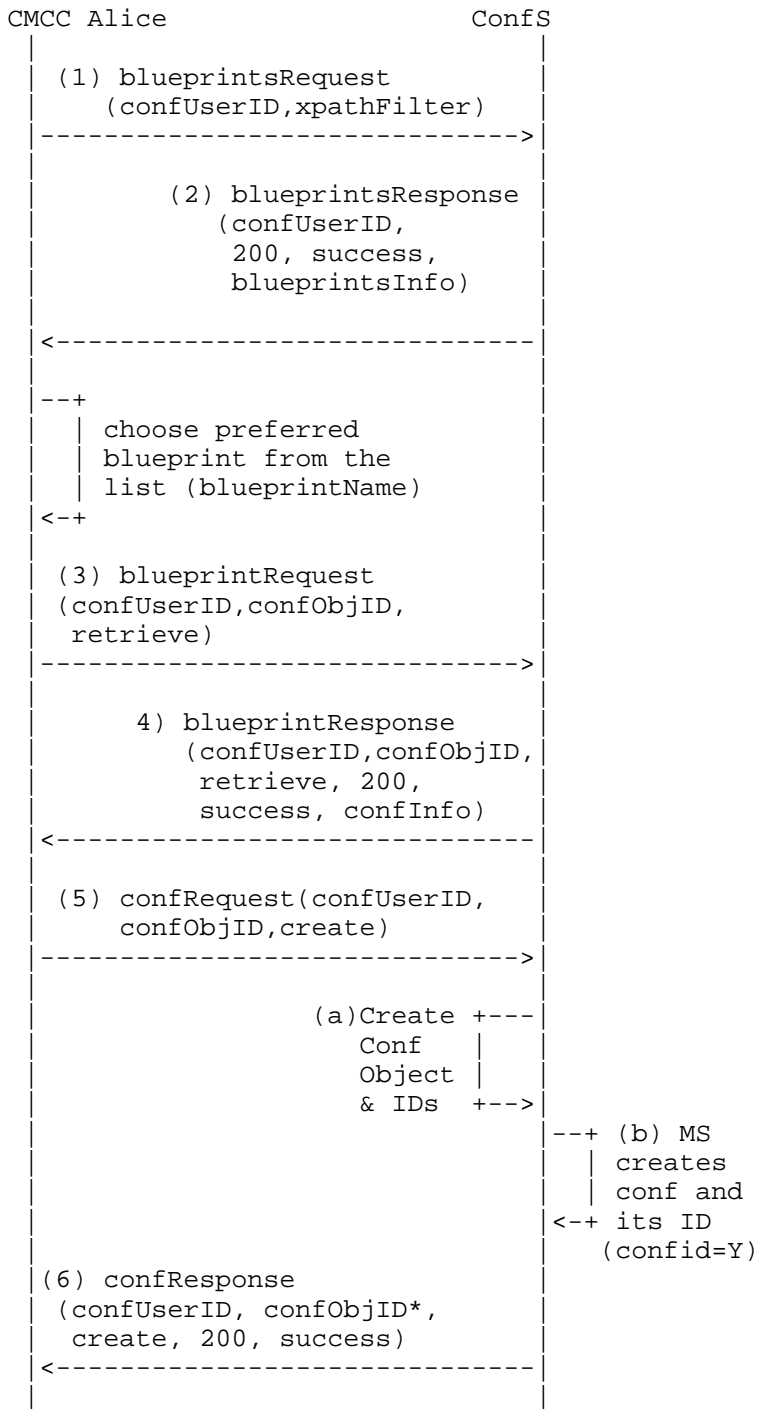 CMCC Alice ConfS
(1) blueprintsRequest
(confUserID,xpathFilter)
(2) blueprintsResponse
(confUserID,
200, success,
blueprintsInfo)
choose preferred
blueprint from the
list (blueprintName)
(3) blueprintRequest
(confUserID,confObjID,
retrieve)
4) blueprintResponse
(confUserID,confObjID,
retrieve, 200,
success, confInfo)
(5) confRequest(confUserID,
confObjID,create)
(a)Create
Conf
Object
& IDs
(b) MS
creates
conf and
its ID
(confid=Y)
(6) confResponse
(confUserID, confObjID*,
create, 200, success)